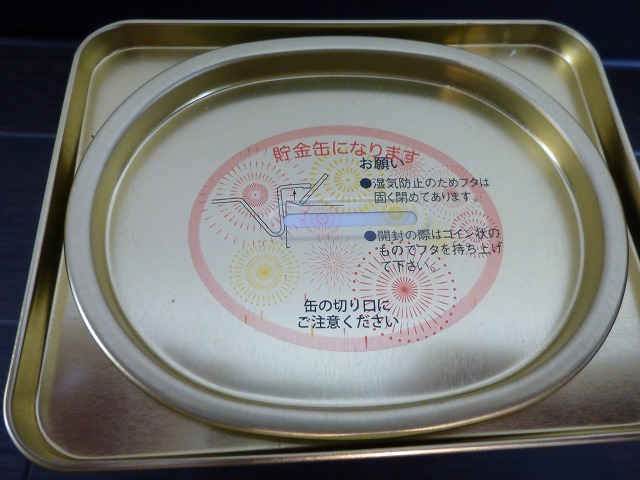 貯金缶になります
お願い
●湿気防止のためフタは
固く閉めてあります。
●開封の際はコイン状の
ものでフタを持ち上げ
て下さい。
缶の切り口に
ご注意ください